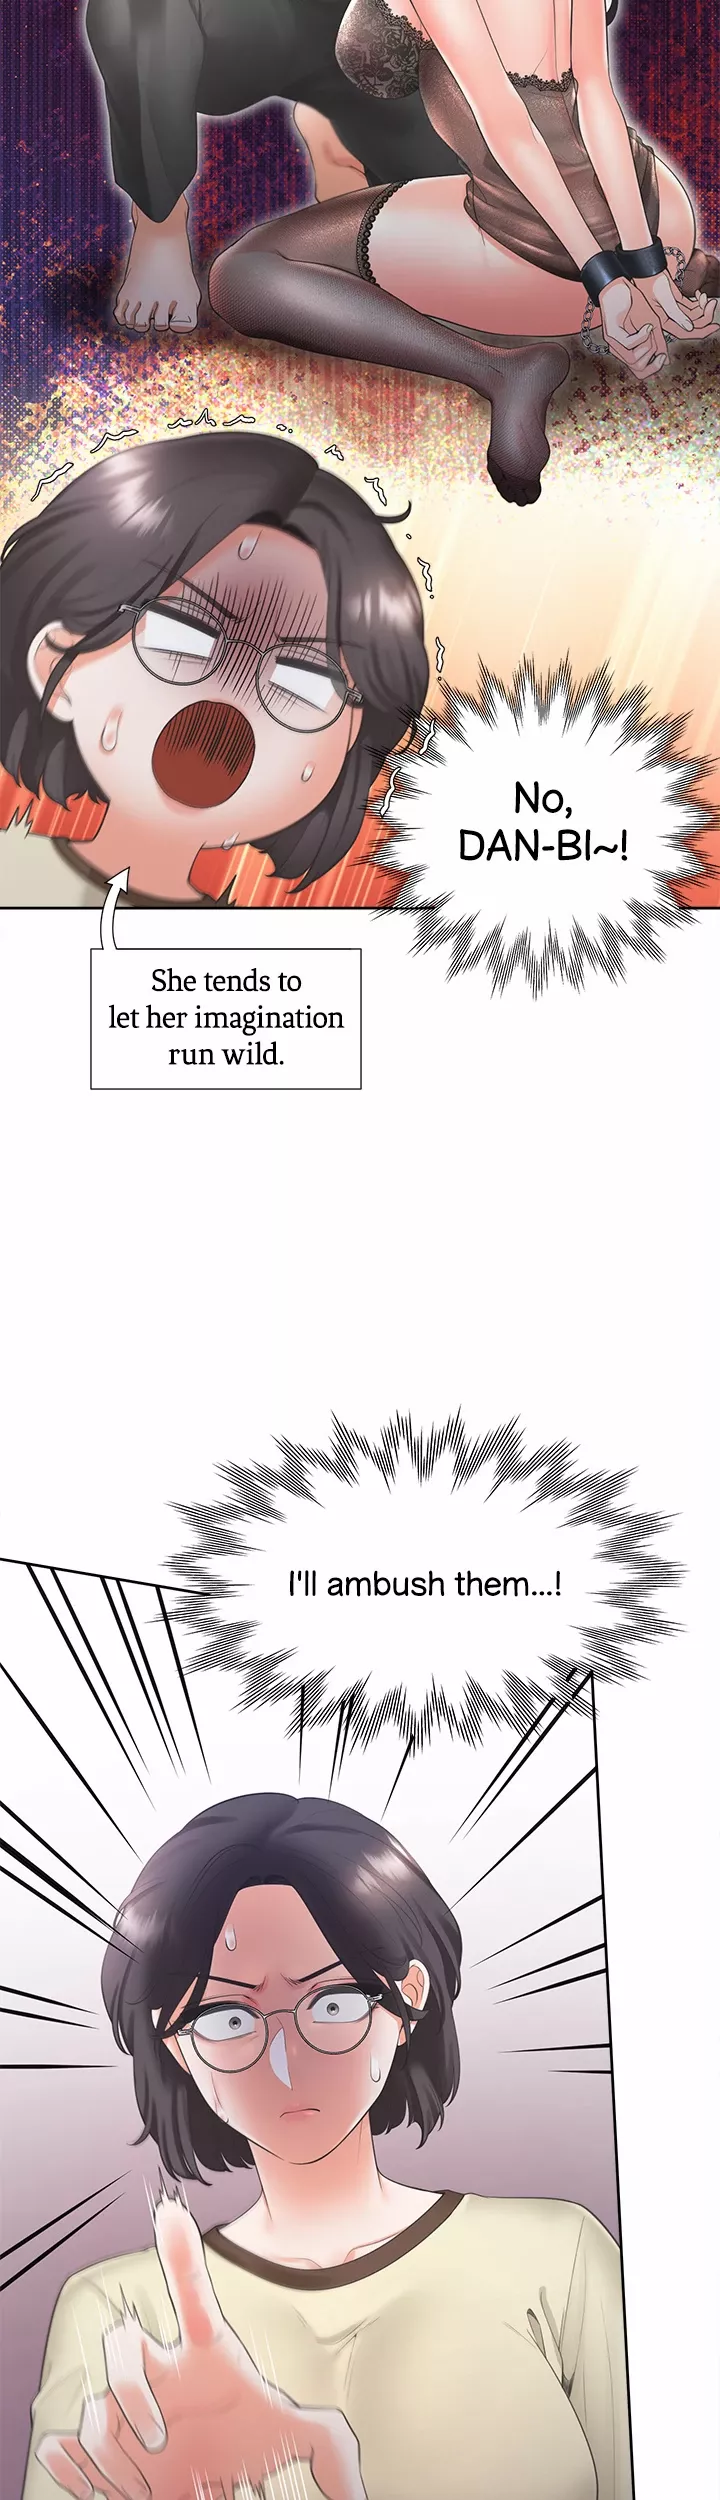 No,
DAN-BI~!
She tends to
let her imagination
run wild.
I'll ambush them...!